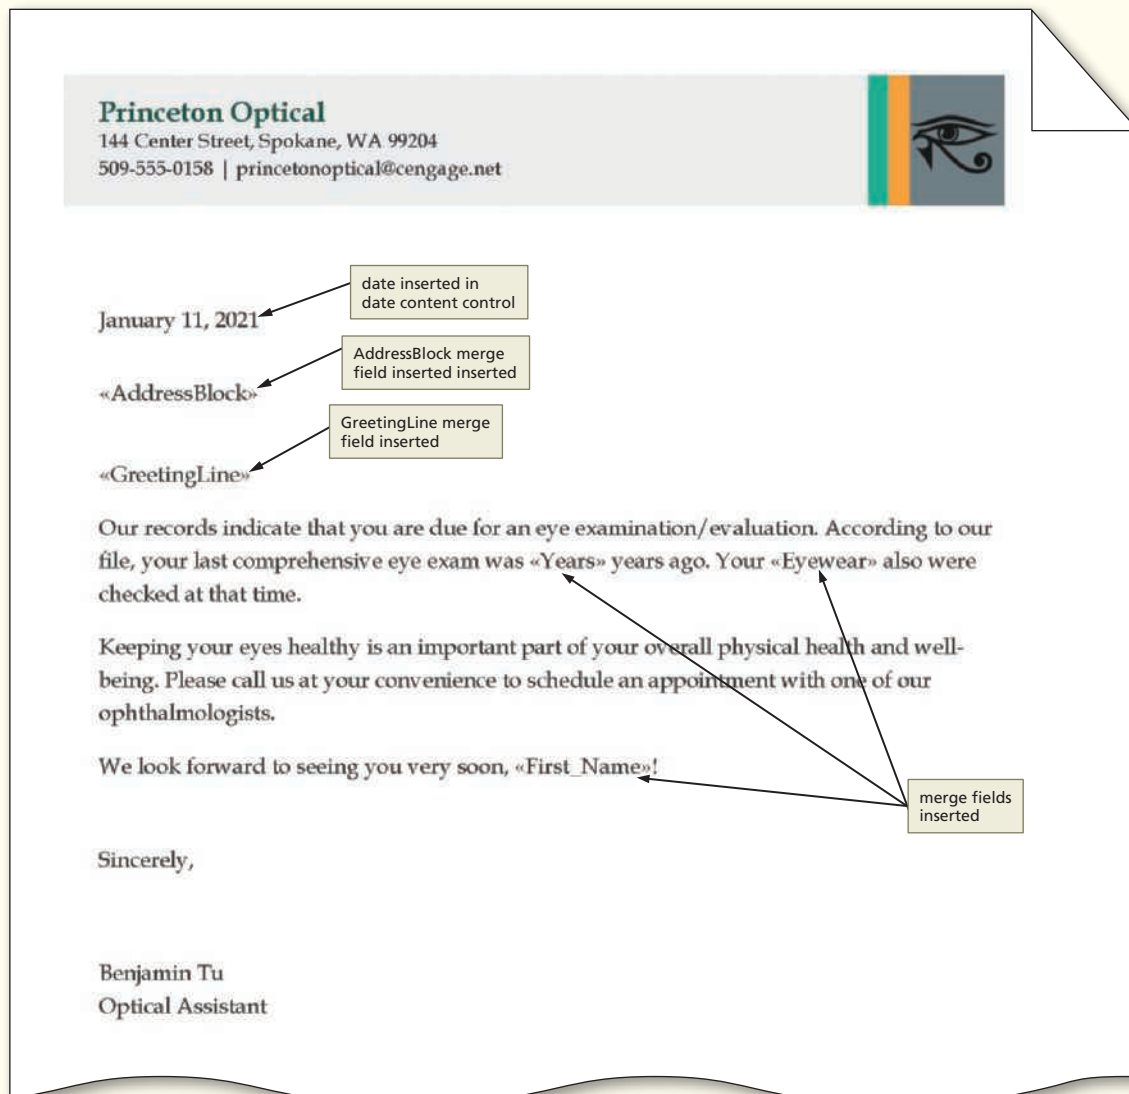 Princeton Optical
144 Center Street, Spokane, WA 99204
509-555-0158 | princetonoptical@cengage.net
date inserted in
date content control
January 11, 2021
AddressBlock merge
field inserted inserted
«AddressBlock»
GreetingLine merge
field inserted
«GreetingLine»
Our records indicate that you are due for an eye examination/evaluation. According to our
file, your last comprehensive eye exam was «Years» years ago. Your «Eyewear» also were
checked at that time.
Keeping your eyes healthy is an important part of your overall physical health and well-
being. Please call us at your convenience to schedule an appointment with one of our
ophthalmologists.
We look forward to seeing you very soon, «First_Name»!
merge fields
inserted
Sincerely,
Benjamin Tu
Optical Assistant